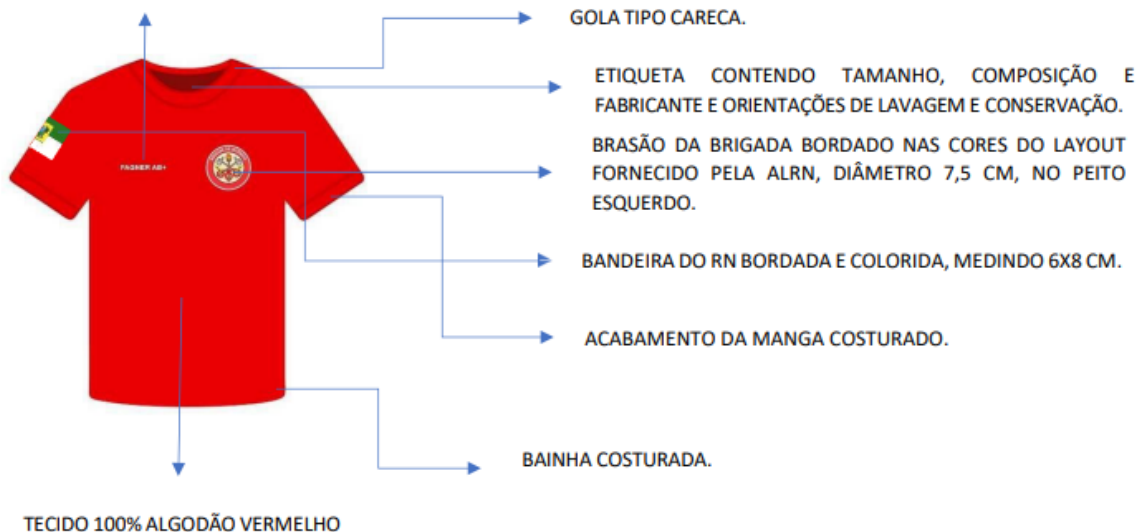 GOLA TIPO CARECA.
ETIQUETA CONTENDO TAMANHO, COMPOSIÇÃO E
FABRICANTE E ORIENTAÇÕES DE LAVAGEM E CONSERVAÇÃO.
BRASÃO DA BRIGADA BORDADO NAS CORES DO LAYOUT
FORNECIDO PELA ALRN, DIÂMETRO 7,5 CM, NO PEITO
ESQUERDO.
FAGNER AB+
BANDEIRA DO RN BORDADA E COLORIDA, MEDINDO 6X8 CM.
ACABAMENTO DA MANGA COSTURADO.
BAINHA COSTURADA.
TECIDO 100% ALGODÃO VERMELHO